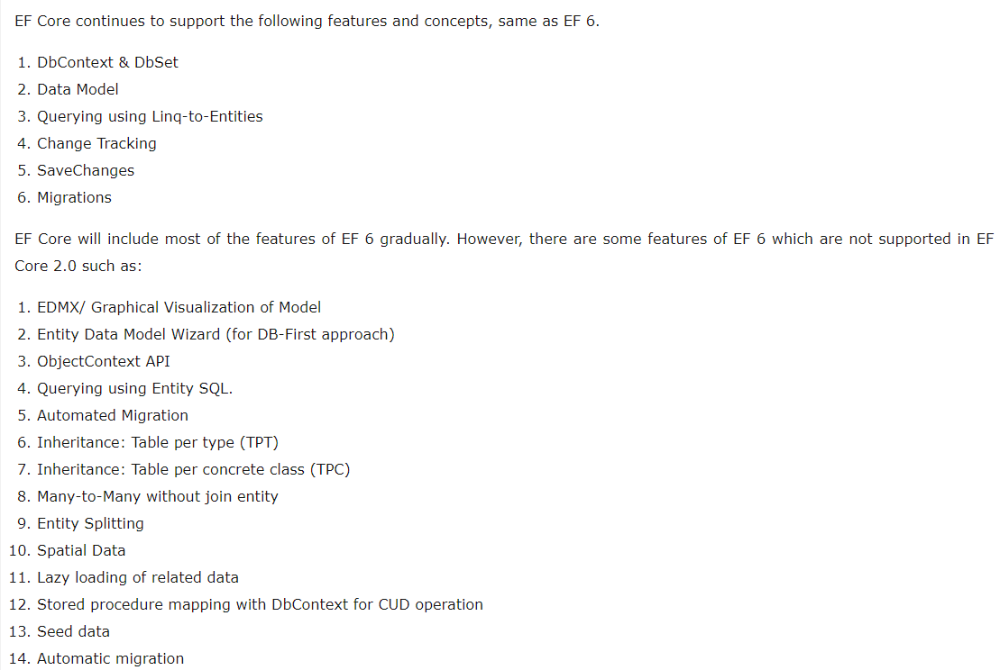 EF Core continues to support the following features and concepts, same as EF 6.
1. DbContext & DbSet
2. Data Model
3. Querying using Linq-to-Entities
4. Change Tracking
5. SaveChanges
6. Migrations
EF Core will include most of the features of EF 6 gradually. However, there are some features of EF 6 which are not supported in EF
Core 2.0 such as:
1. EDMX/ Graphical Visualization of Model
2. Entity Data Model Wizard (for DB-First approach)
3. ObjectContext API
4. Querying using Entity SQL.
5. Automated Migration
6. Inheritance: Table per type (TPT)
7. Inheritance: Table per concrete class (TPC)
8. Many-to-Many without join entity
9. Entity Splitting
10. Spatial Data
11. Lazy loading of related data
12. Stored procedure mapping with DbContext for CUD operation
13. Seed data
14. Automatic migration